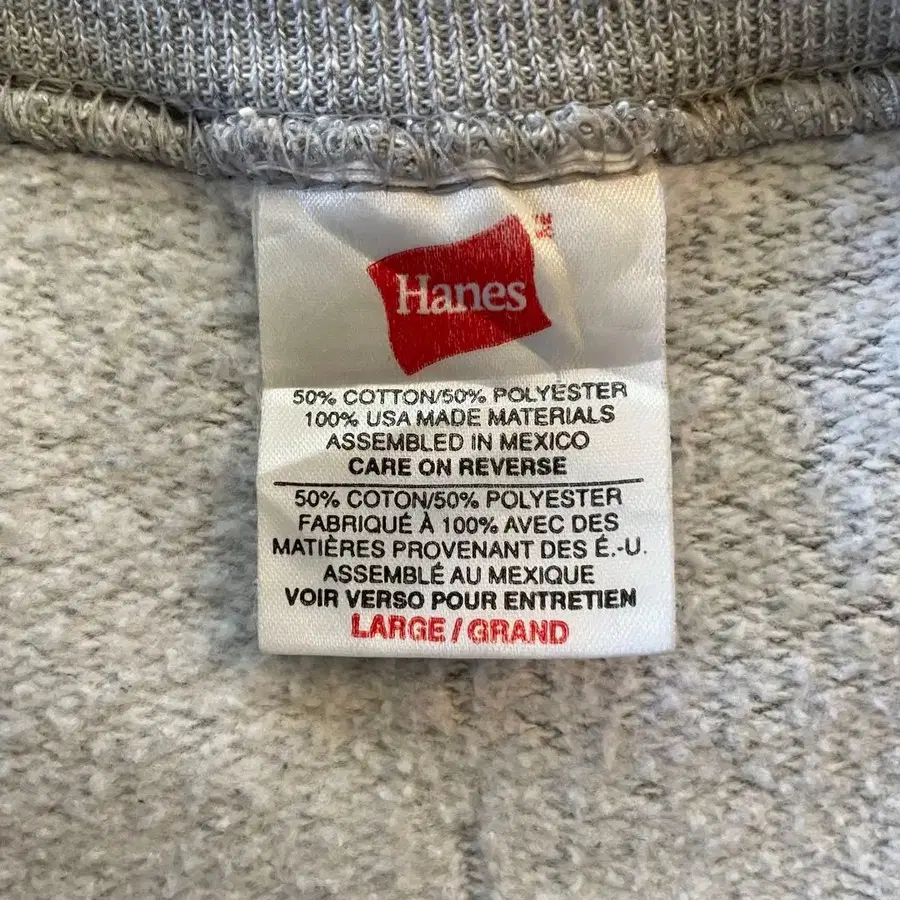 Hanes
50% COTTON/50% POLYESTER
100% USA MADE MATERIALS
ASSEMBLED IN MEXICO
CARE ON REVERSE
50% COTON/50% POLYESTER
FABRIQUÉ À 100% AVEC DES
MATIÈRES PROVENANT DES É.-U.
ASSEMBLÉ AU MEXIQUE
VOIR VERSO POUR ENTRETIEN
LARGE / GRAND